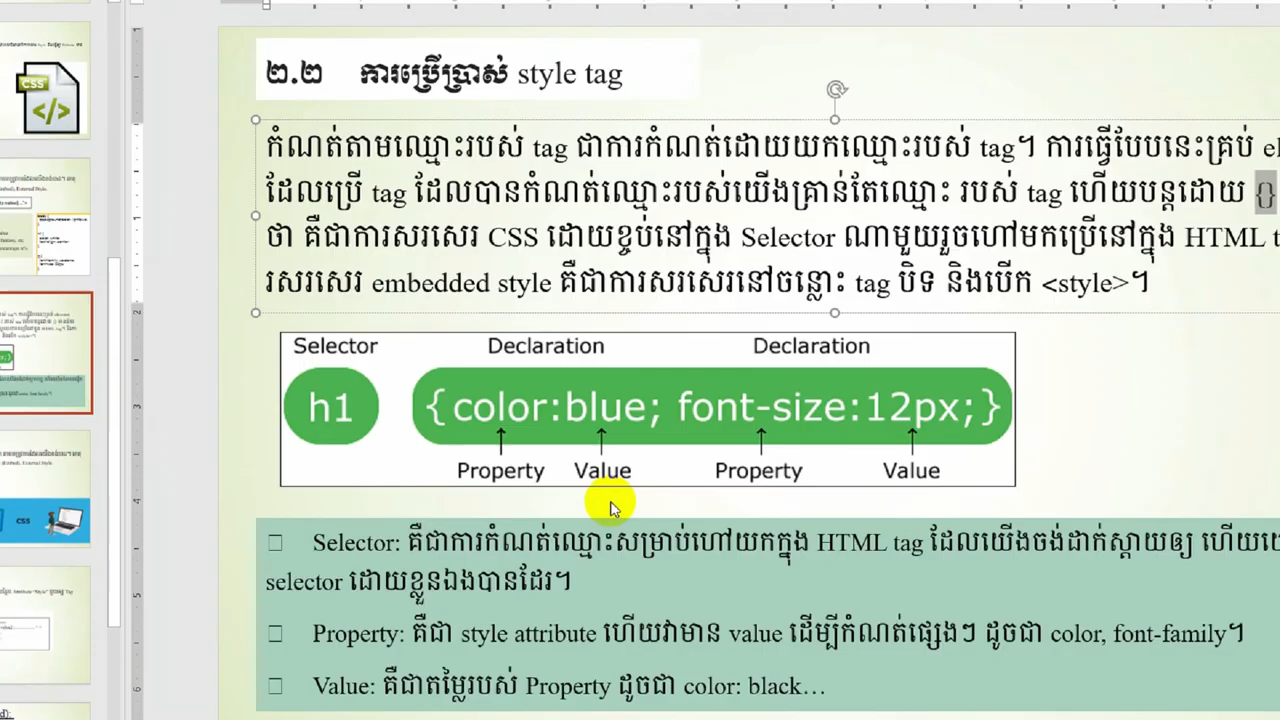 ២.២ ការប្រើប្រាស់ style tag
កំណត់តាមឈ្មោះរបស់ tag ជាការកំណត់ដោយយកឈ្មោះរបស់ tag។ ការធ្វើបែបនេះគ្រប់ el
ដែលប្រើ tag ដែលបានកំណត់ឈ្មោះរបស់យើងគ្រាន់តែឈ្មោះ របស់ tag ហើយបន្តដោយ {}
ថា គឺជាការសរសេរ CSS ដោយខ្ចប់នៅក្នុង Selector ណាមួយរួចហៅមកប្រើនៅក្នុង HTML t
រសរសេរ embedded style គឺជាការសរសេរនៅចន្លោះ tag បិទ និងបើក <style>។
Selector Declaration Declaration
h1 {color:blue; font-size:12px;}
Property Value Property Value
Selector: គឺជាការកំណត់ឈ្មោះសម្រាប់ហៅយកក្នុង HTML tag ដែលយើងចង់ដាក់ស្តាយឲ្យ ហើយយេ
selector ដោយខ្លួនឯងបានដែរ។
Property: គឺជា style attribute ហើយវាមាន value ដើម្បីកំណត់ផ្សេងៗ ដូចជា color, font-family។
Value: គឺជាតម្លៃរបស់ Property ដូចជា color: black…
CSS
</>
css